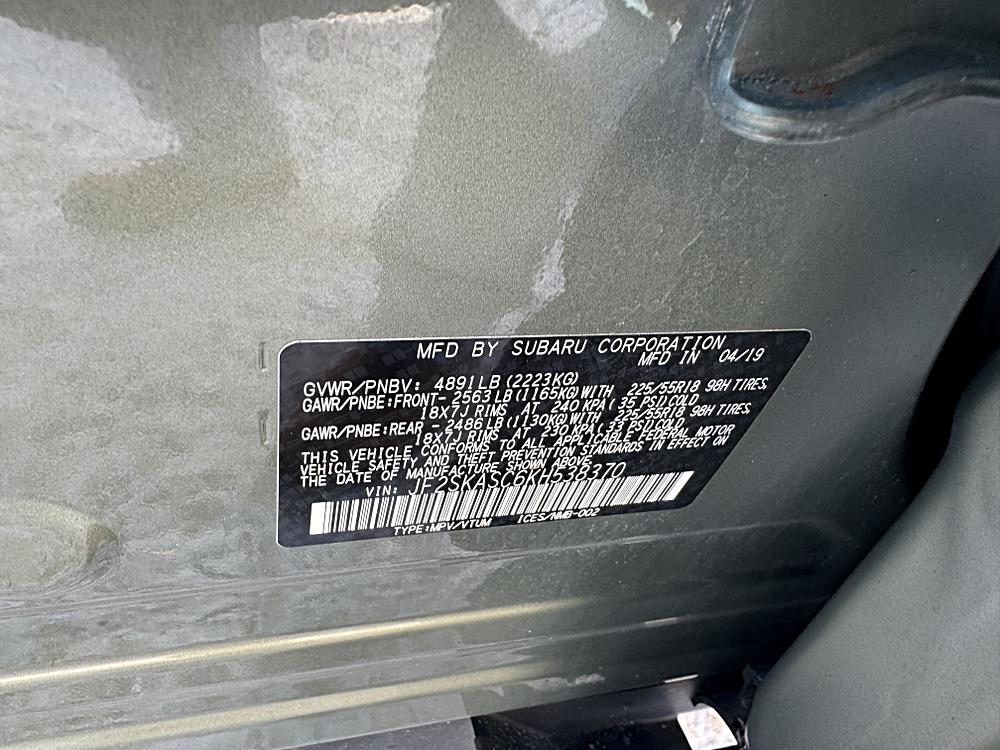 MFD BY SUBARU CORPORATION
MFD IN 04/19
GVWR/PNBV: 4891LB(2223KG)
GAWR/PNBE:FRONT- 2563LB(1165KG)WITH 225/55R18 98H TIRES,
18X7J RIMS AT 240 KPA(35 PSI)COLD
GAWR/PNBE:REAR - 2486LB(1130KG)WITH 225/55R18 98H TIRES,
18X7J RIMS AT 230 KPA(33 PSI)COLD
THIS VEHICLE CONFORMS TO ALL APPLICABLE FEDERAL MOTOR
VEHICLE SAFETY AND THEFT PREVENTION STANDARDS IN EFFECT ON
THE DATE OF MANUFACTURE SHOWN ABOVE
VIN: JF2SKASC6KH538370
TYPE:MPV/VTUM ICES/NMB-002